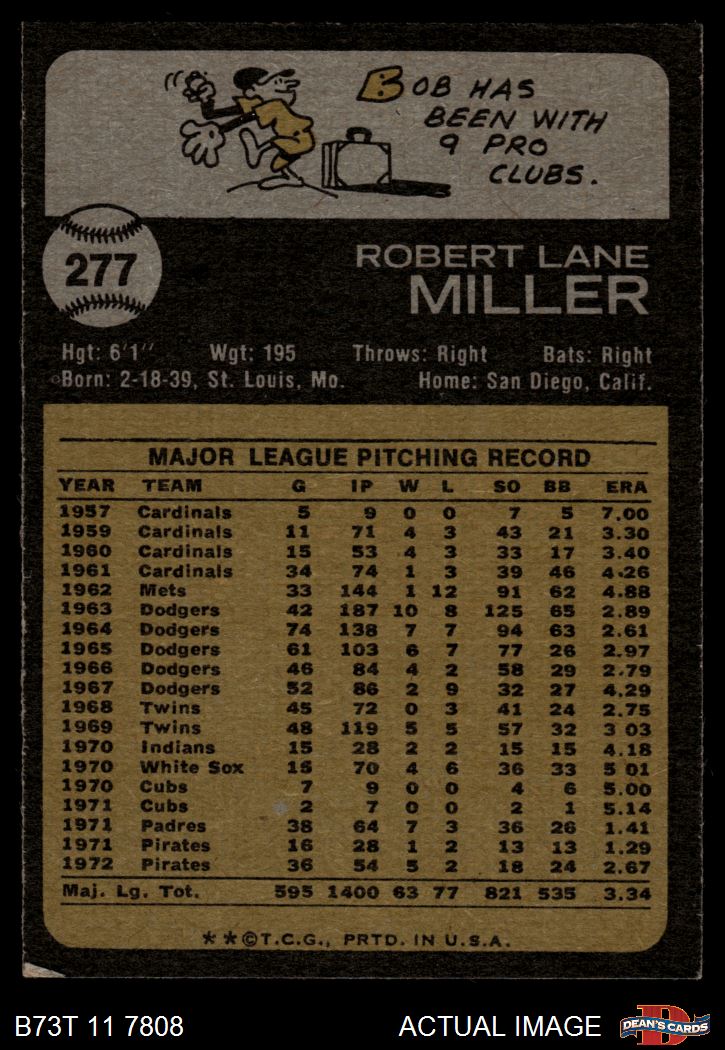 BOB HAS
BEEN WITH
9 PRO
CLUBS.
277
ROBERT LANE
MILLER
Hgt: 6'1" Wgt: 195 Throws: Right Bats: Right
Born: 2-18-39, St. Louis, Mo. Home: San Diego, Calif.
MAJOR LEAGUE PITCHING RECORD
YEAR TEAM G IP W L SO BB ERA
1957 Cardinals 5 9 0 0 7 5 7.00
1959 Cardinals 11 71 4 3 43 21 3.30
1960 Cardinals 15 53 4 3 33 17 3.40
1961 Cardinals 34 74 1 3 39 46 4.26
1962 Mets 33 144 1 12 91 62 4.88
1963 Dodgers 42 187 10 8 125 65 2.89
1964 Dodgers 74 138 7 7 94 63 2.61
1965 Dodgers 61 103 6 7 77 26 2.97
1966 Dodgers 46 84 4 2 58 29 2.79
1967 Dodgers 52 86 2 9 32 27 4.29
1968 Twins 45 72 0 3 41 24 2.75
1969 Twins 48 119 5 5 57 32 3 03
1970 Indians 15 28 2 2 15 15 4.18
1970 White Sox 15 70 4 6 36 33 5 01
1970 Cubs 7 9 0 0 4 6 5.00
1971 Cubs 2 7 0 0 2 1 5.14
1971 Padres 38 64 7 3 36 26 1.41
1971 Pirates 16 28 1 2 13 13 1.29
1972 Pirates 36 54 5 2 18 24 2.67
Maj. Lg. Tot. 595 1400 63 77 821 535 3.34
**©T.C.G., PRTD. IN U.S.A.
B73T 11 7808 ACTUAL IMAGE DEAN'S CARDS